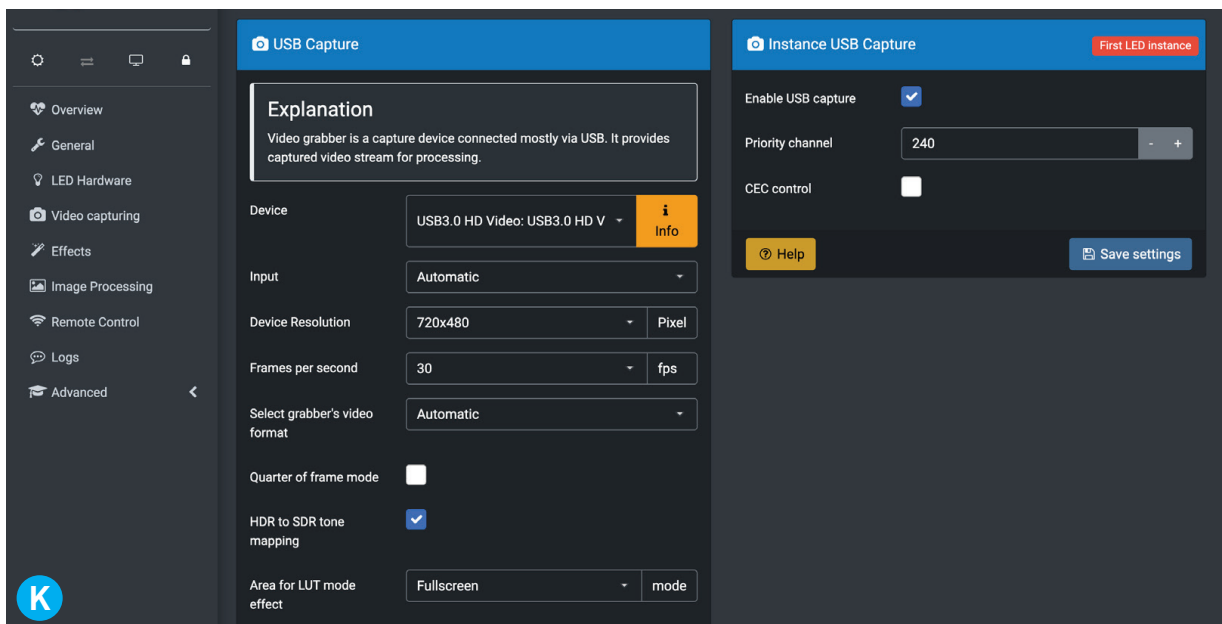 Overview
General
LED Hardware
Video capturing
Effects
Image Processing
Remote Control
Logs
Advanced
K
USB Capture
Explanation
Video grabber is a capture device connected mostly via USB. It provides
captured video stream for processing.
Device
USB3.0 HD Video: USB3.0 HD V
i
Info
Input
Automatic
Device Resolution
720x480
Pixel
Frames per second
30
fps
Select grabber's video
format
Automatic
Quarter of frame mode
HDR to SDR tone
mapping
Area for LUT mode
effect
Fullscreen
mode
Instance USB Capture
First LED instance
Enable USB capture
Priority channel
240
- +
CEC control
Help
Save settings